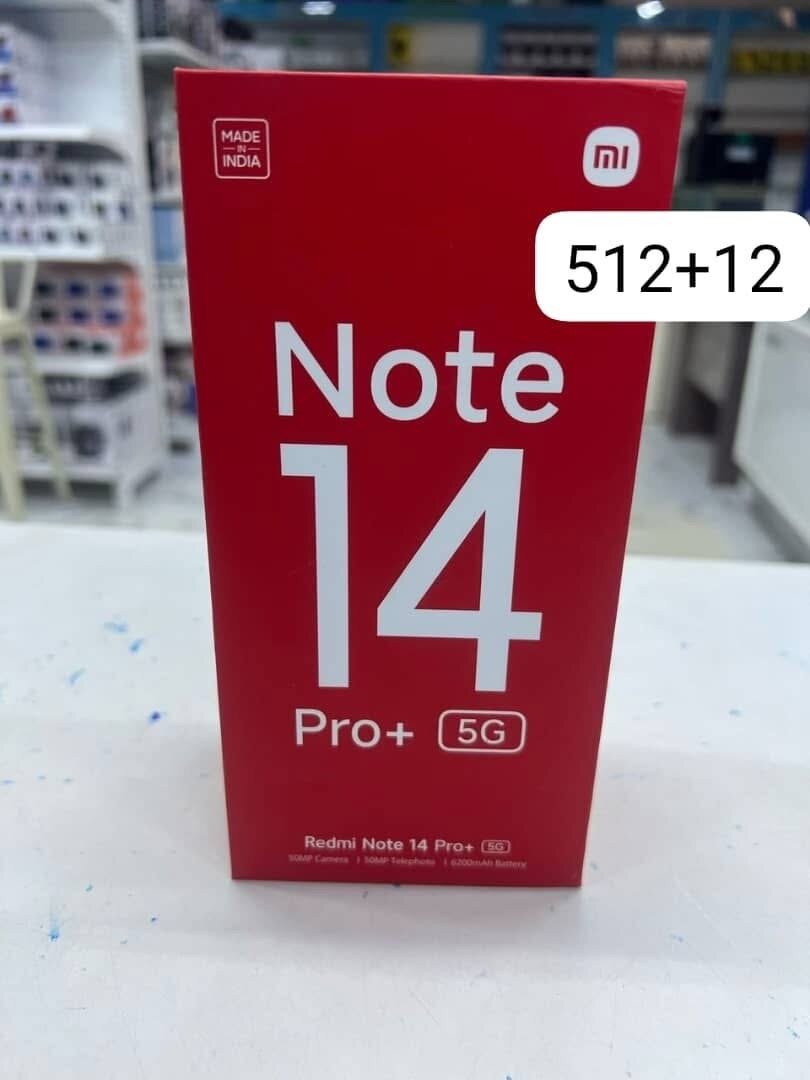 MADE
IN
INDIA
mi
512+12
Note
14
Pro+ 5G
Redmi Note 14 Pro+ 5G
50MP Camera | 50MP Telephoto | 6200mAh Battery